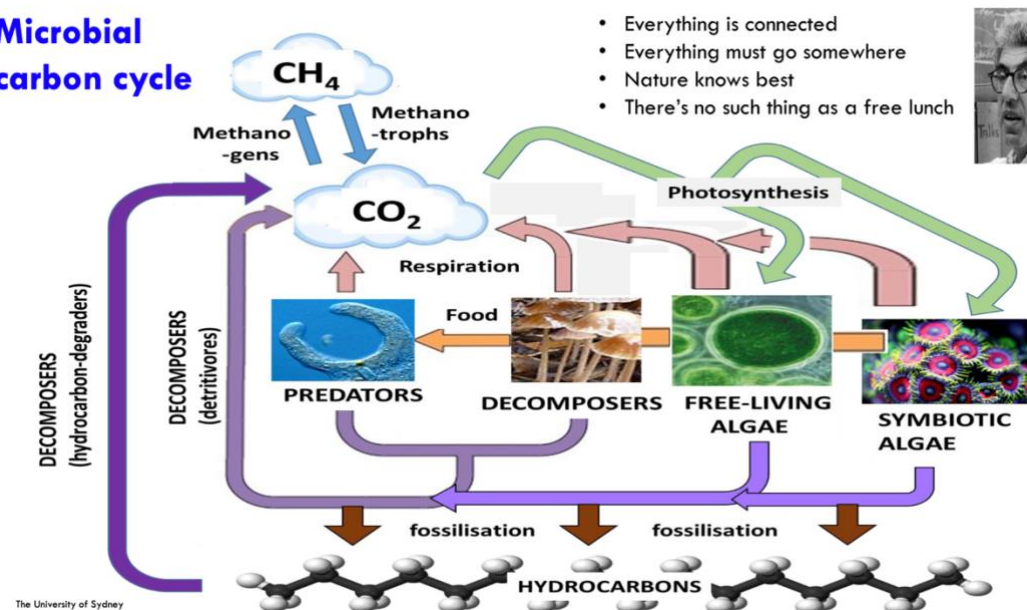 Microbial
carbon cycle
• Everything is connected
• Everything must go somewhere
• Nature knows best
• There's no such thing as a free lunch
CH4
Methano
-gens
Methano
-trophs
CO2
Photosynthesis
Respiration
Food
PREDATORS
DECOMPOSERS
FREE-LIVING
ALGAE
SYMBIOTIC
ALGAE
DECOMPOSERS
(hydrocarbon-degraders)
DECOMPOSERS
(detritivores)
fossilisation
fossilisation
HYDROCARBONS
The University of Sydney